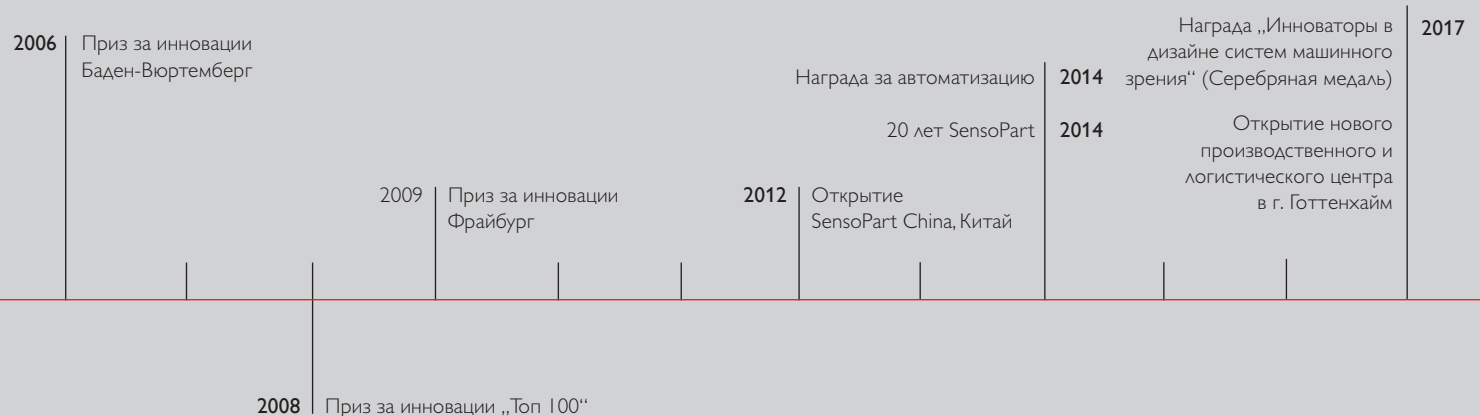 2006 Приз за инновации
Баден-Вюртемберг
2008 Приз за инновации „Топ 100“
2009 Приз за инновации
Фрайбург
2012 Открытие
SensoPart China, Китай
Награда за автоматизацию 2014
20 лет SensoPart 2014
Награда „Инноваторы в 2017
дизайне систем машинного
зрения“ (Серебряная медаль)
Открытие нового
производственного и
логистического центра
в г. Готтенхайм